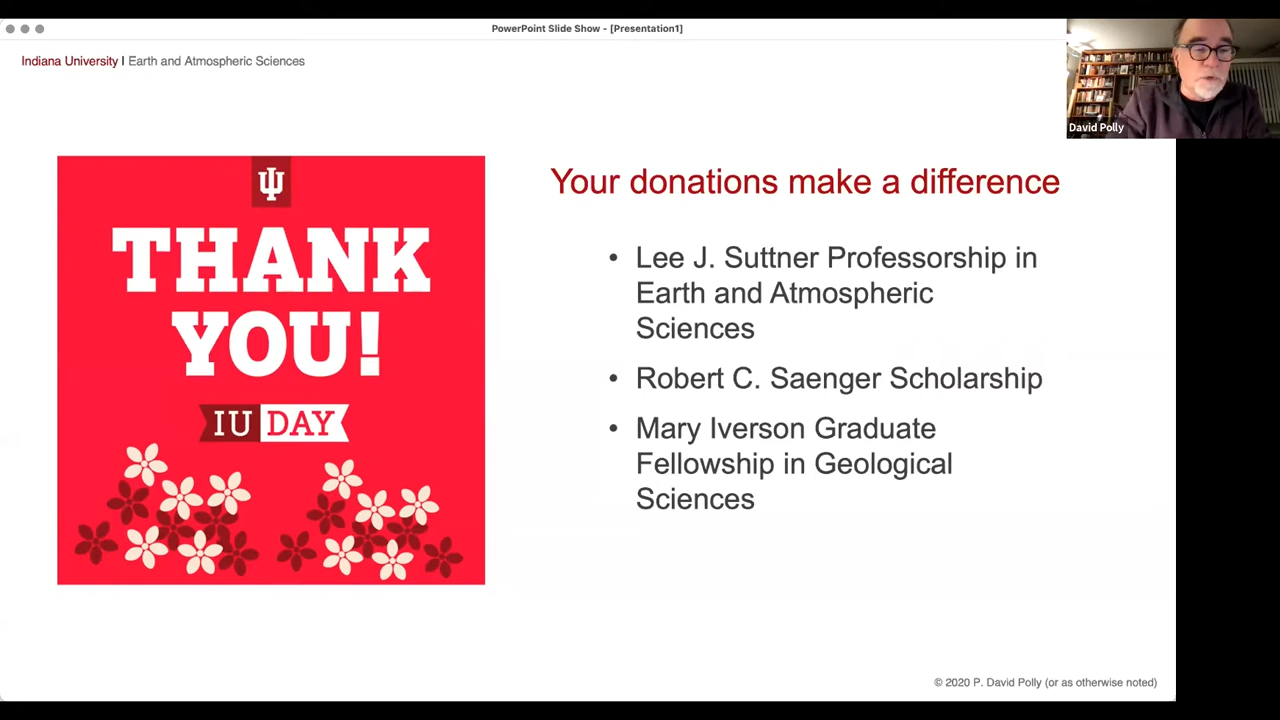 PowerPoint Slide Show - [Presentation1]
Indiana University | Earth and Atmospheric Sciences
David Polly
THANK
YOU!
IU DAY
Your donations make a difference
• Lee J. Suttner Professorship in
Earth and Atmospheric
Sciences
• Robert C. Saenger Scholarship
• Mary Iverson Graduate
Fellowship in Geological
Sciences
© 2020 P. David Polly (or as otherwise noted)